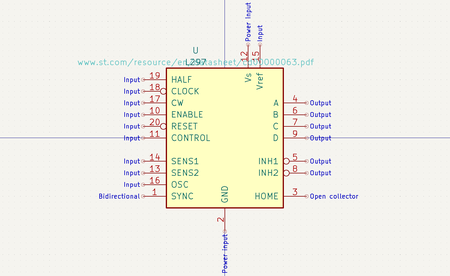 Power input
Input
12
15
U
L297
www.st.com/resource/en/datasheet/cd00000063.pdf
Vs
Vref
Input 19 HALF
Input 18 CLOCK
Input 17 CW
A 4 Output
Input 10 ENABLE
B 6 Output
Input 20 RESET
C 7 Output
Input 11 CONTROL
D 9 Output
Input 14 SENS1
INH1 5 Output
Input 13 SENS2
INH2 8 Output
Input 16 OSC
Bidirectional 1 SYNC
GND
HOME 3 Open collector
2
Power input